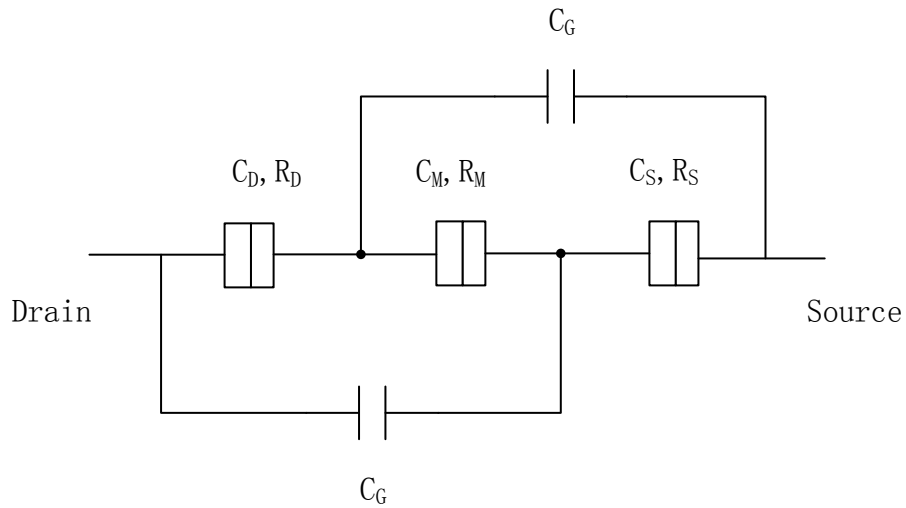 C_G
C_D, R_D
C_M, R_M
C_S, R_S
Drain
Source
C_G